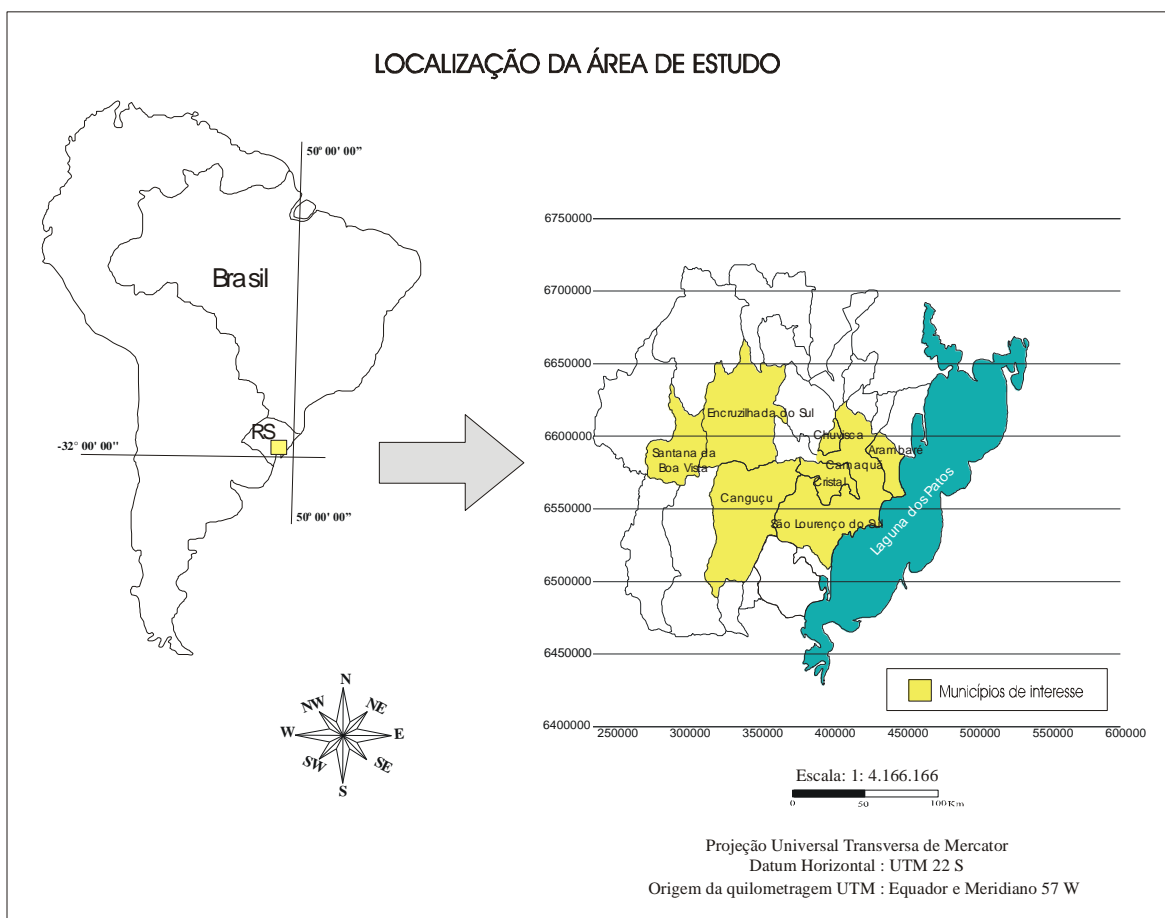 LOCALIZAÇÃO DA ÁREA DE ESTUDO
50º 00' 00”
Brasil
RS
-32° 00' 00"
50º 00' 00”
N
NW
NE
W
E
SW
SE
S
6750000
6700000
6650000
6600000
6550000
6500000
6450000
6400000
250000 300000 350000 400000 450000 500000 550000 600000
Encruzilhada do Sul
Chuvisca
Arambaré
Santana da
Boa Vista
Camaquã
Cristal
Canguçu
São Lourenço do Sul
Laguna dos Patos
Municípios de interesse
Escala: 1: 4.166.166
0 50 100 Km
Projeção Universal Transversa de Mercator
Datum Horizontal : UTM 22 S
Origem da quilometragem UTM : Equador e Meridiano 57 W